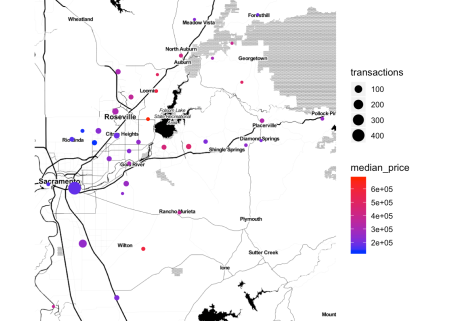 Wheatland
Foresthill
Meadow Vista
North Auburn
Auburn
Georgetown
Loomis
Folsom Lake
State Recreation
Roseville
Pollock Pi
Placerville
Citrus Heights
Rio Linda
Diamond Springs
Shingle Springs
Gold River
Sacramento
Rancho Murieta
Plymouth
Wilton
Sutter Creek
Ione
Mount
transactions
100
200
300
400
median_price
6e+05
5e+05
4e+05
3e+05
2e+05